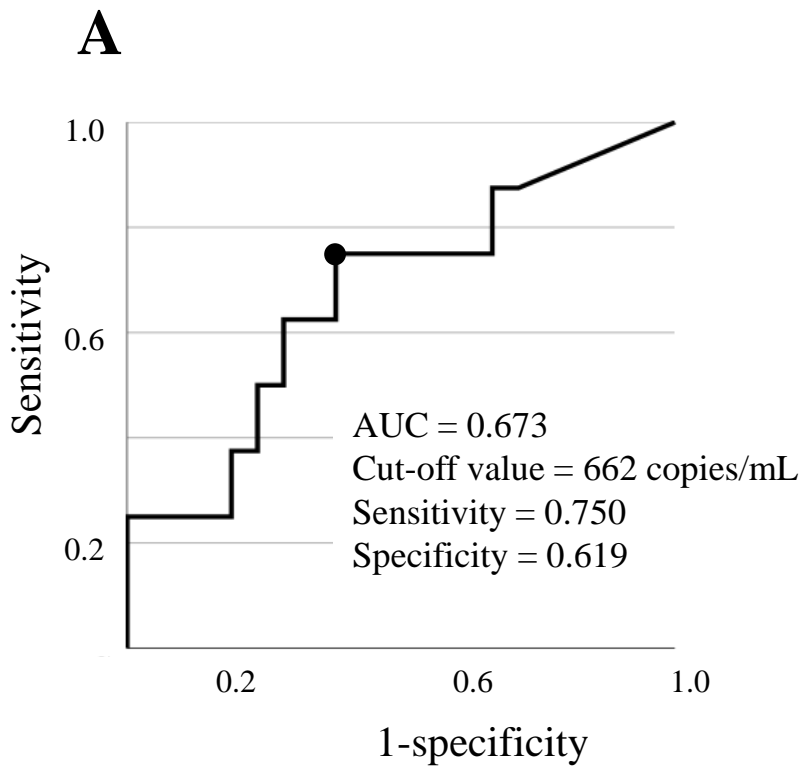 A
1.0
0.6
0.2
Sensitivity
AUC = 0.673
Cut-off value = 662 copies/mL
Sensitivity = 0.750
Specificity = 0.619
0.2 0.6 1.0
1-specificity